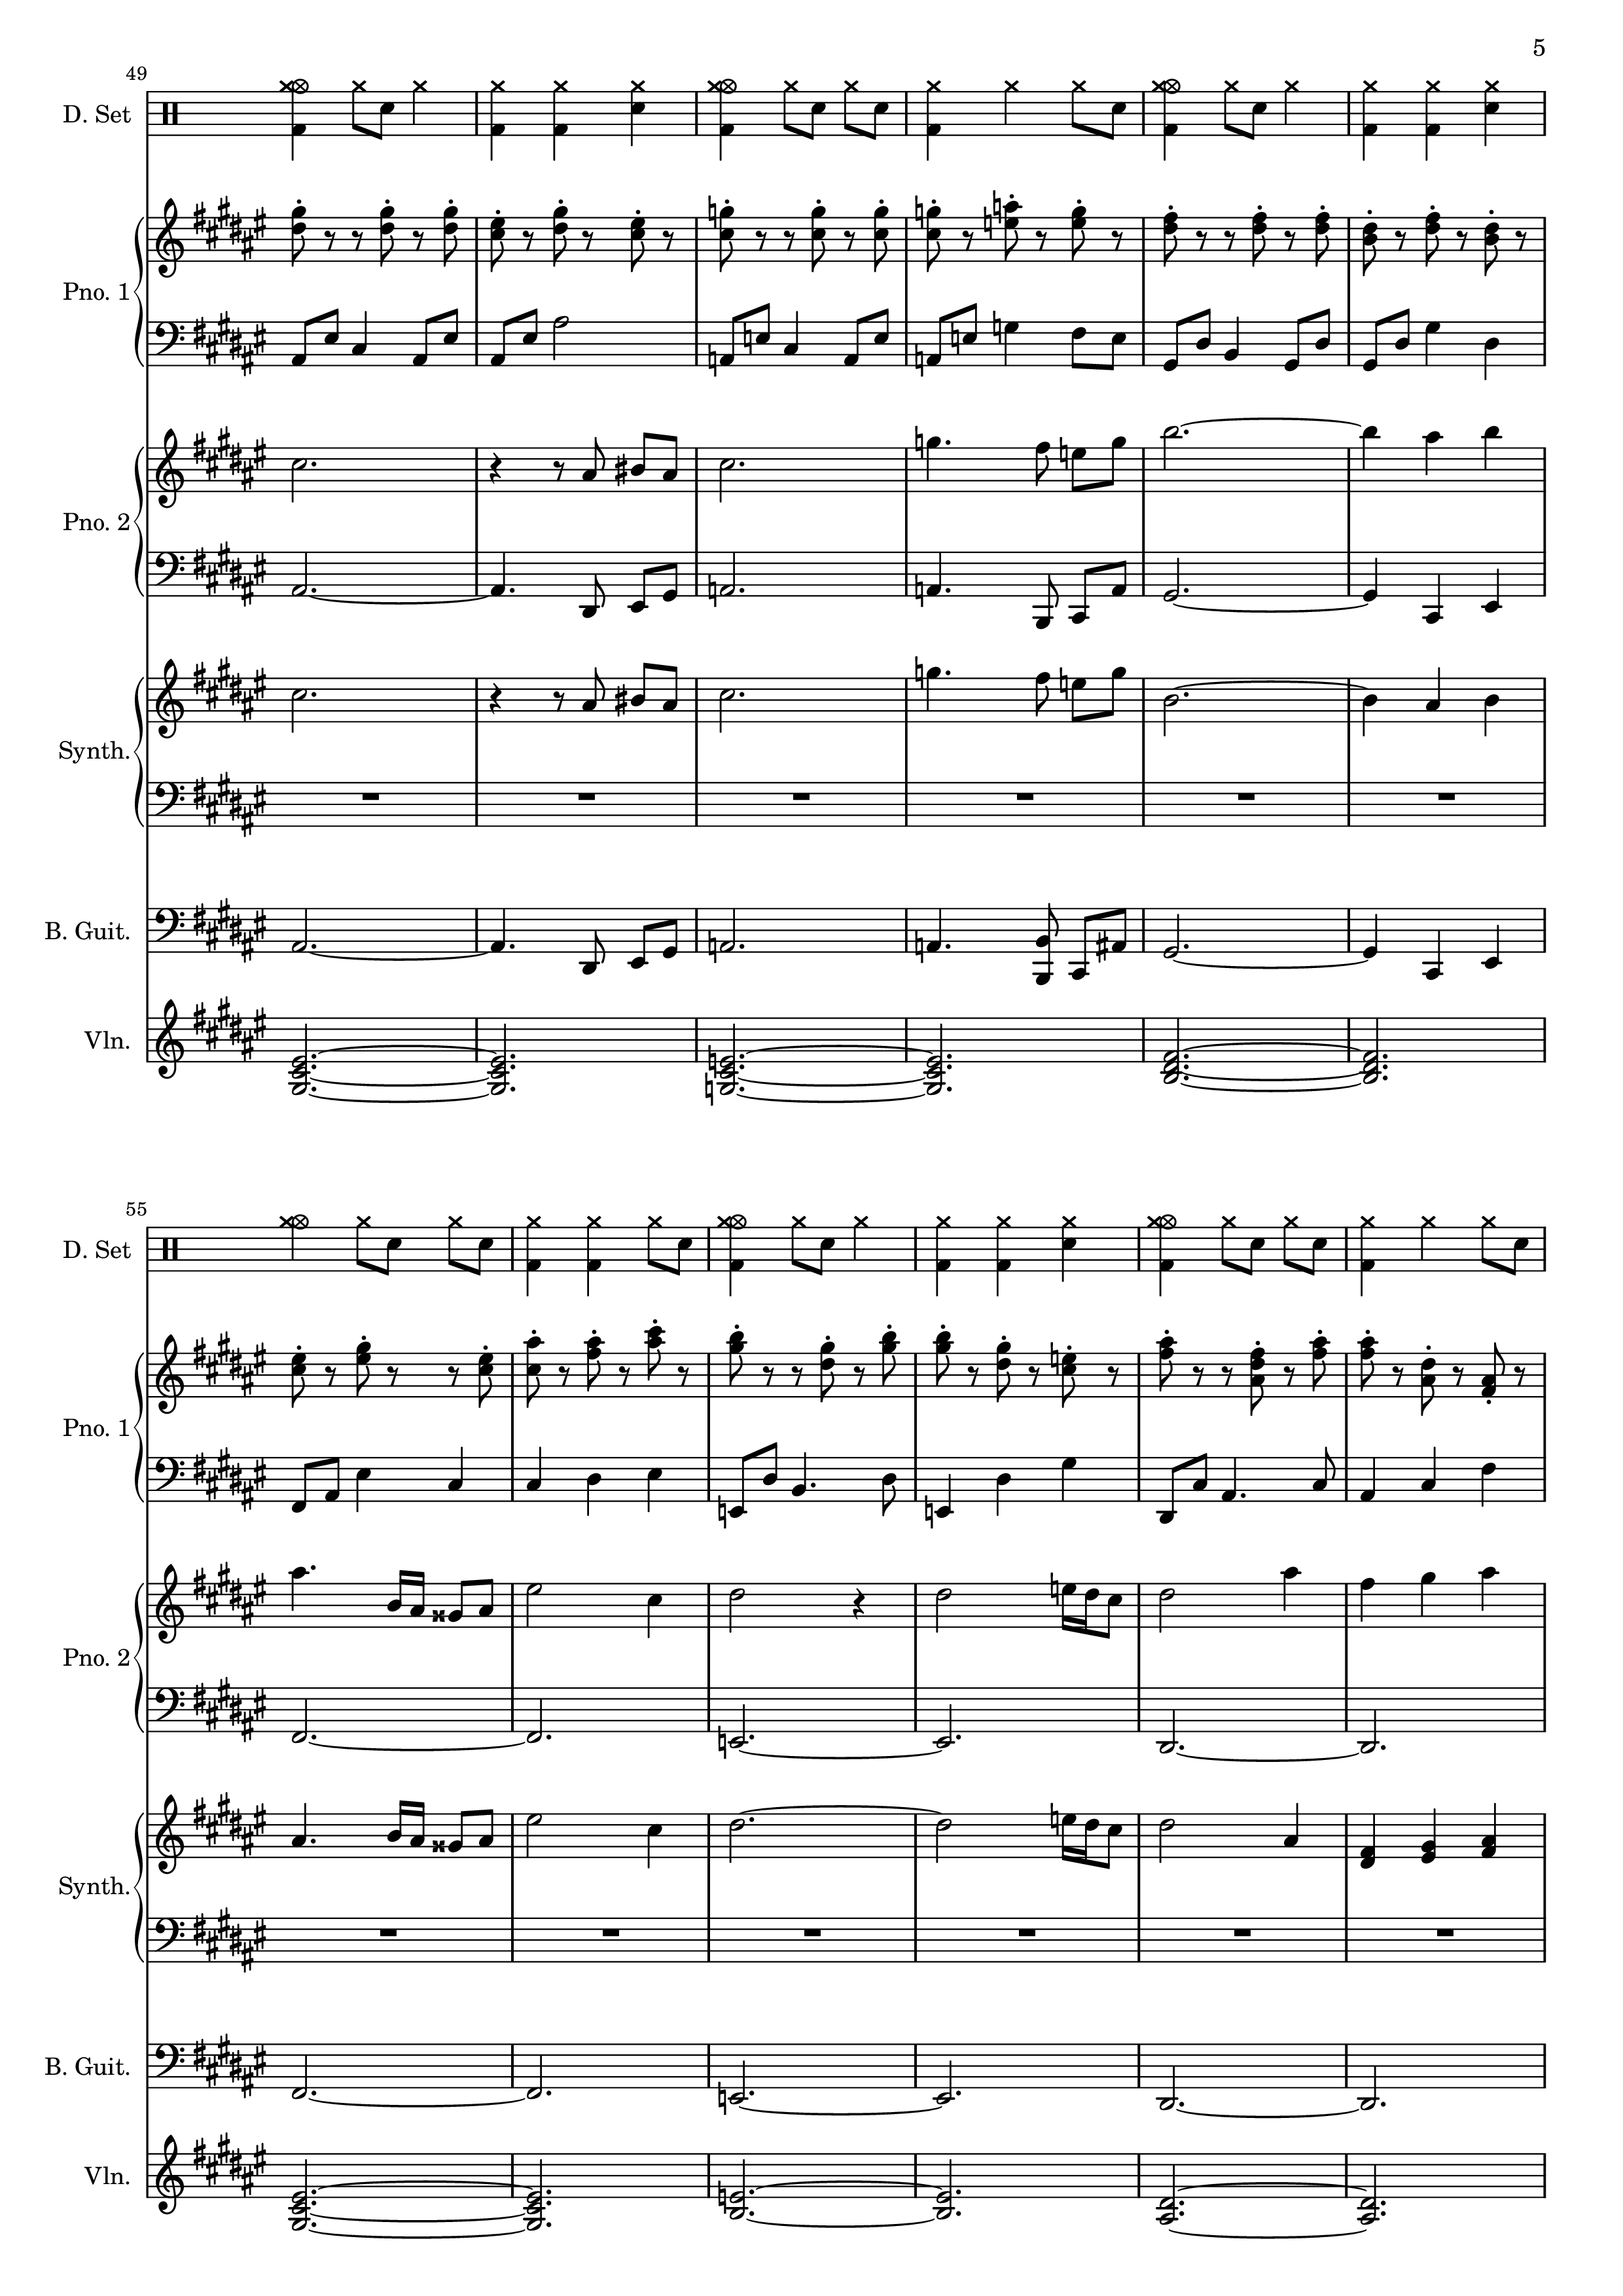 5
49
D. Set
Pno. 1
Pno. 2
Synth.
B. Guit.
Vln.
55
D. Set
Pno. 1
Pno. 2
Synth.
B. Guit.
Vln.